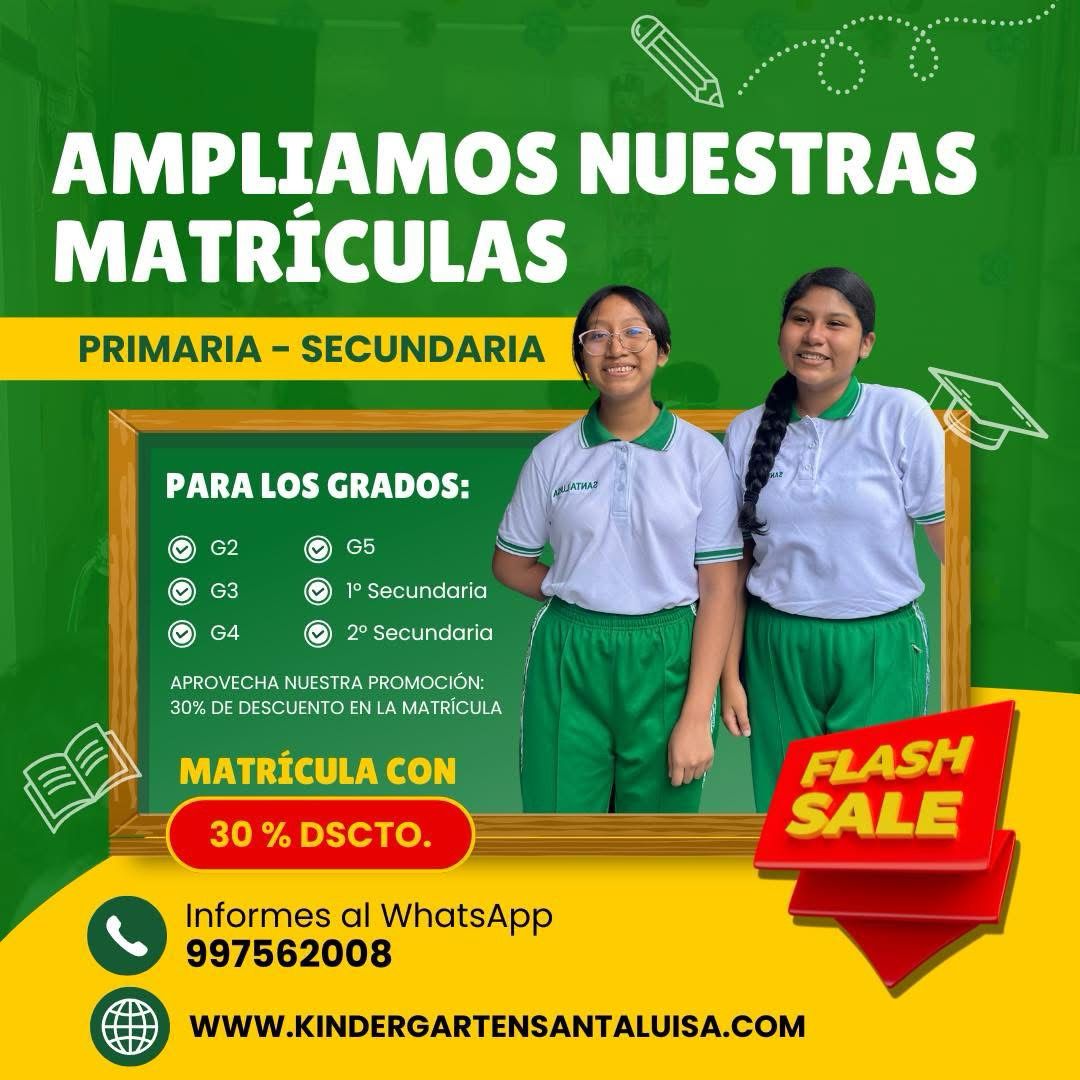 AMPLIAMOS NUESTRAS
MATRÍCULAS
PRIMARIA - SECUNDARIA
PARA LOS GRADOS:
G2
G3
G4
G5
1° Secundaria
2° Secundaria
APROVECHA NUESTRA PROMOCIÓN:
30% DE DESCUENTO EN LA MATRÍCULA
MATRÍCULA CON
30 % DSCTO.
FLASH
SALE
Informes al WhatsApp
997562008
WWW.KINDERGARTENSANTALUISA.COM